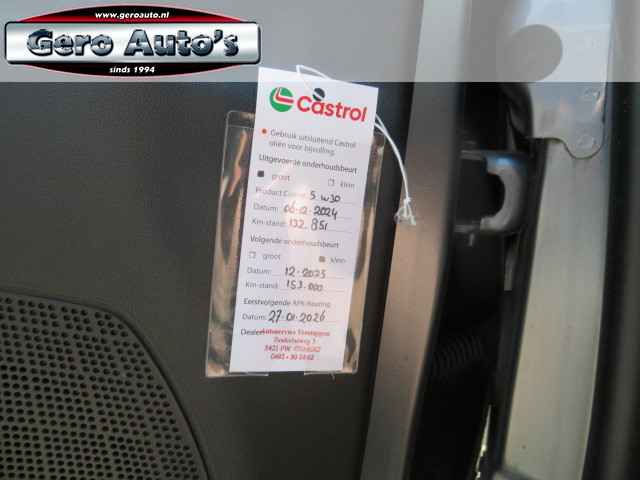 www.geroauto.nl
Gero Auto's
sinds 1994
Castrol
Gebruik uitsluitend Castrol
oliën voor bijvulling.
Uitgevoerde onderhoudsbeurt
groot klein
Product Castrol 5w30
Datum: 06-12-2024
Km-stand: 132.851
Volgende onderhoudsbeurt
groot klein
Datum: 12-2025
Km-stand: 153.000
Eerstvolgende APK-keuring
Datum: 27-01-2026
Dealer: